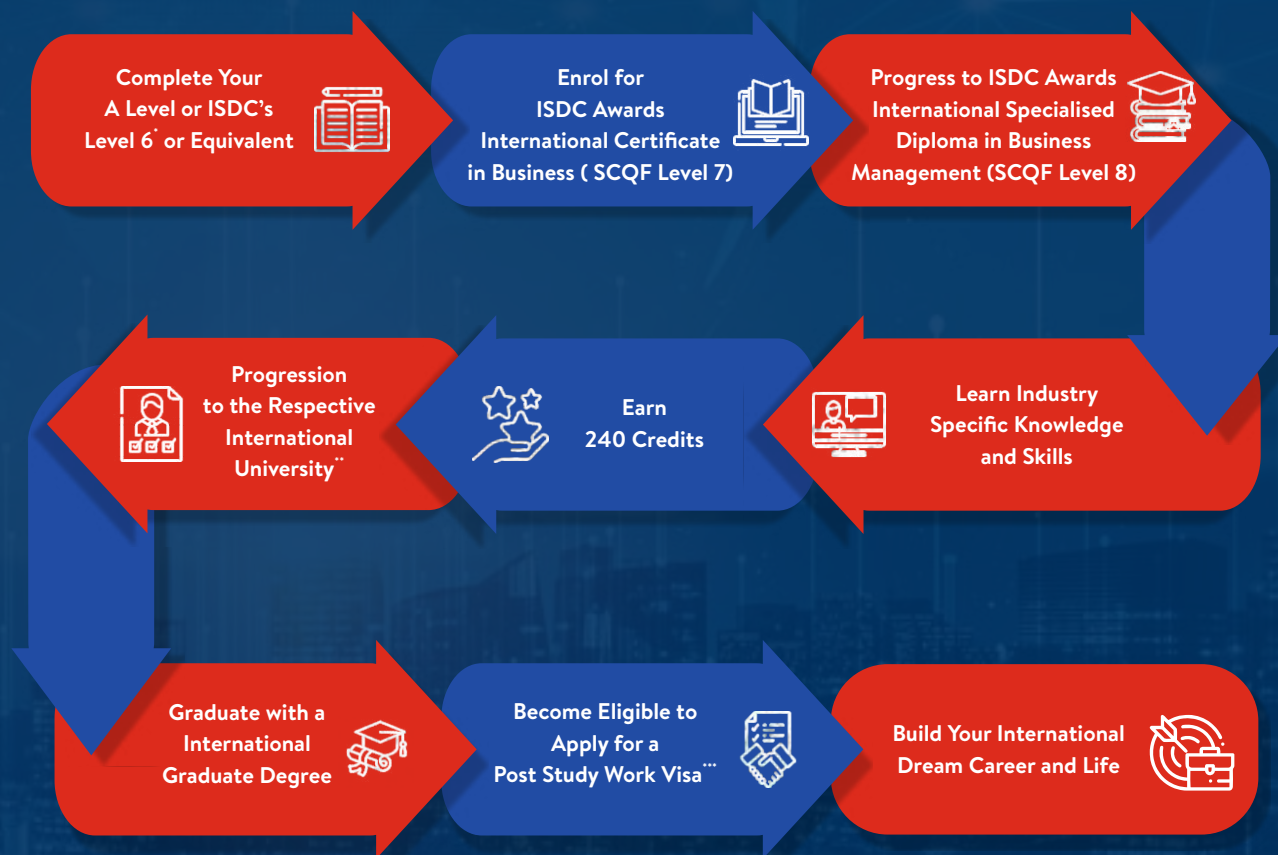 Complete Your
A Level or ISDC's
Level 6* or Equivalent
Enrol for
ISDC Awards
International Certificate
in Business ( SCQF Level 7)
Progress to ISDC Awards
International Specialised
Diploma in Business
Management (SCQF Level 8)
Learn Industry
Specific Knowledge
and Skills
Earn
240 Credits
Progression
to the Respective
International
University**
Graduate with a
International
Graduate Degree
Become Eligible to
Apply for a
Post Study Work Visa***
Build Your International
Dream Career and Life